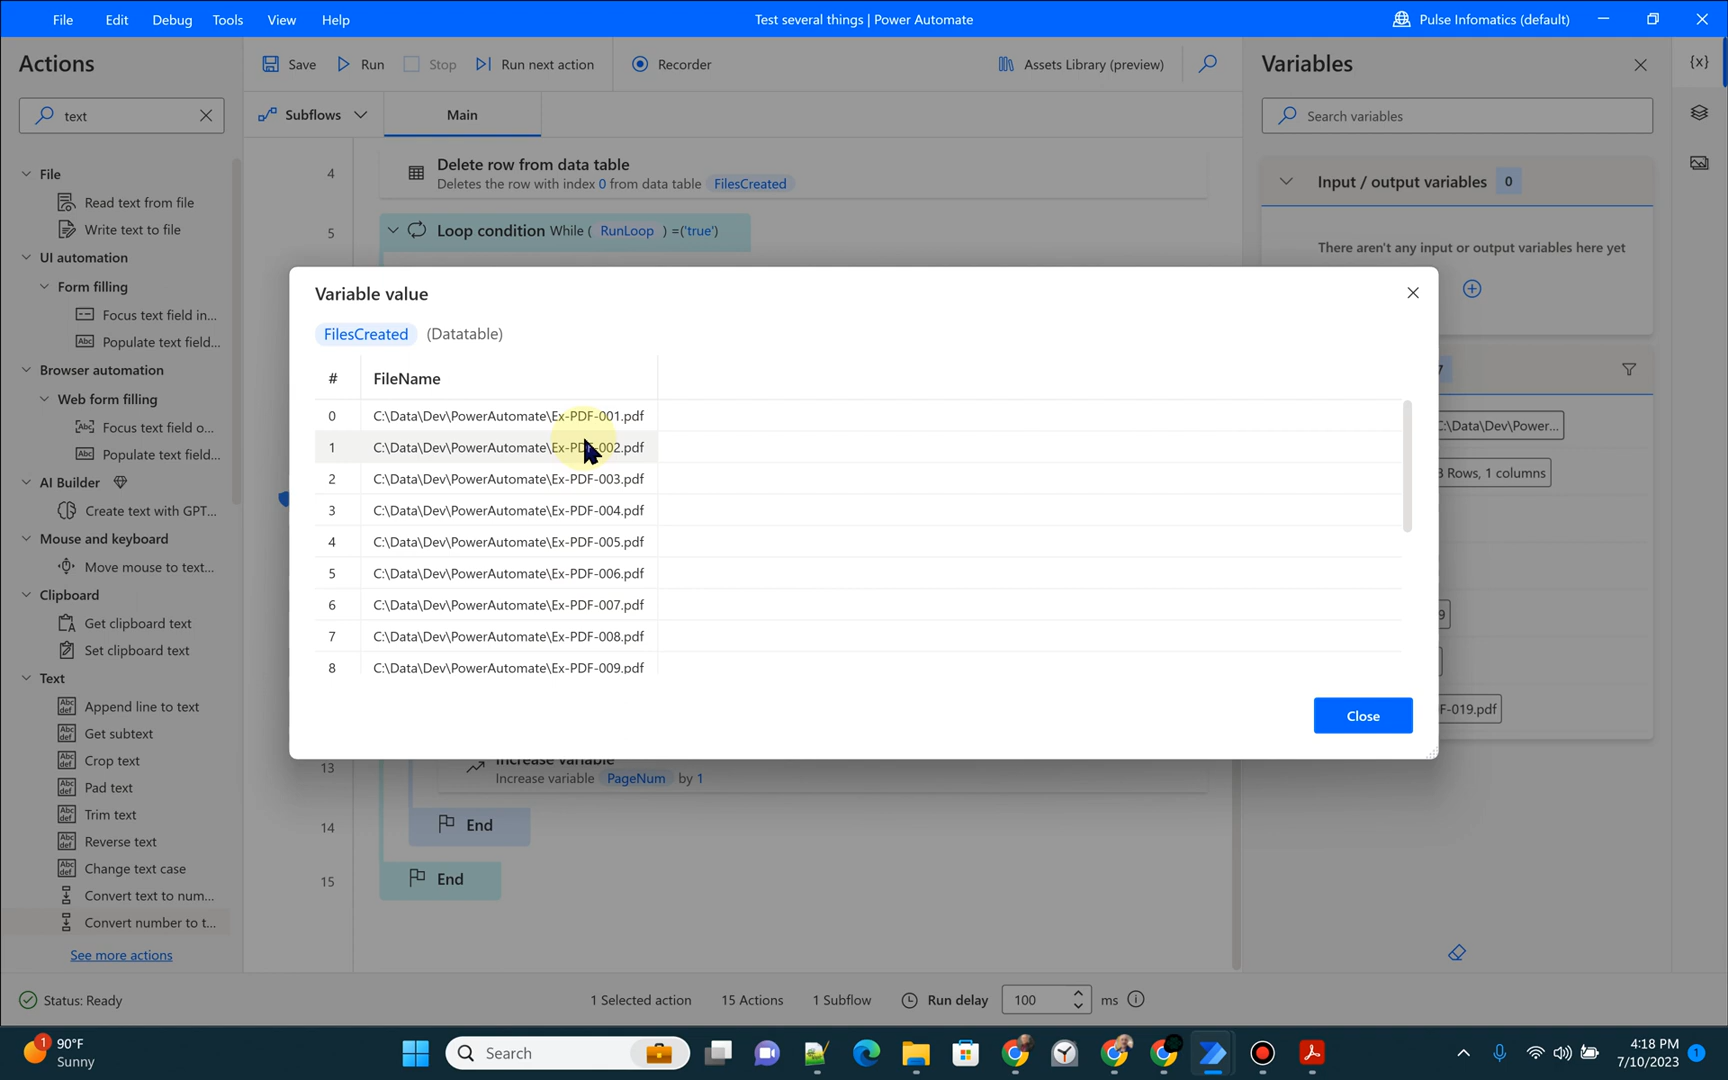 File Edit Debug Tools View Help
Test several things | Power Automate
Pulse Infomatics (default)
Actions
Save Run Stop Run next action Recorder
Assets Library (preview)
Variables
{x}
text
Subflows Main
Search variables
File
Read text from file
Write text to file
UI automation
Form filling
Focus text field in...
Populate text field...
Browser automation
Web form filling
Focus text field o...
Populate text field...
AI Builder
Create text with GPT...
Mouse and keyboard
Move mouse to text...
Clipboard
Get clipboard text
Set clipboard text
Text
Append line to text
Get subtext
Crop text
Pad text
Trim text
Reverse text
Change text case
Convert text to num...
Convert number to t...
See more actions
4 Delete row from data table
Deletes the row with index 0 from data table FilesCreated
5 Loop condition While ( RunLoop ) =('true')
Input / output variables 0
There aren't any input or output variables here yet
Variable value
FilesCreated (Datatable)
# FileName
0 C:\Data\Dev\PowerAutomate\Ex-PDF-001.pdf
1 C:\Data\Dev\PowerAutomate\Ex-PDF-002.pdf
2 C:\Data\Dev\PowerAutomate\Ex-PDF-003.pdf
3 C:\Data\Dev\PowerAutomate\Ex-PDF-004.pdf
4 C:\Data\Dev\PowerAutomate\Ex-PDF-005.pdf
5 C:\Data\Dev\PowerAutomate\Ex-PDF-006.pdf
6 C:\Data\Dev\PowerAutomate\Ex-PDF-007.pdf
7 C:\Data\Dev\PowerAutomate\Ex-PDF-008.pdf
8 C:\Data\Dev\PowerAutomate\Ex-PDF-009.pdf
Close
C:\Data\Dev\Power...
3 Rows, 1 columns
F-019.pdf
13 Increase variable
Increase variable PageNum by 1
14 End
15 End
Status: Ready
1 Selected action 15 Actions 1 Subflow Run delay 100 ms
1 90°F
Sunny
Search
4:18 PM
7/10/2023
1